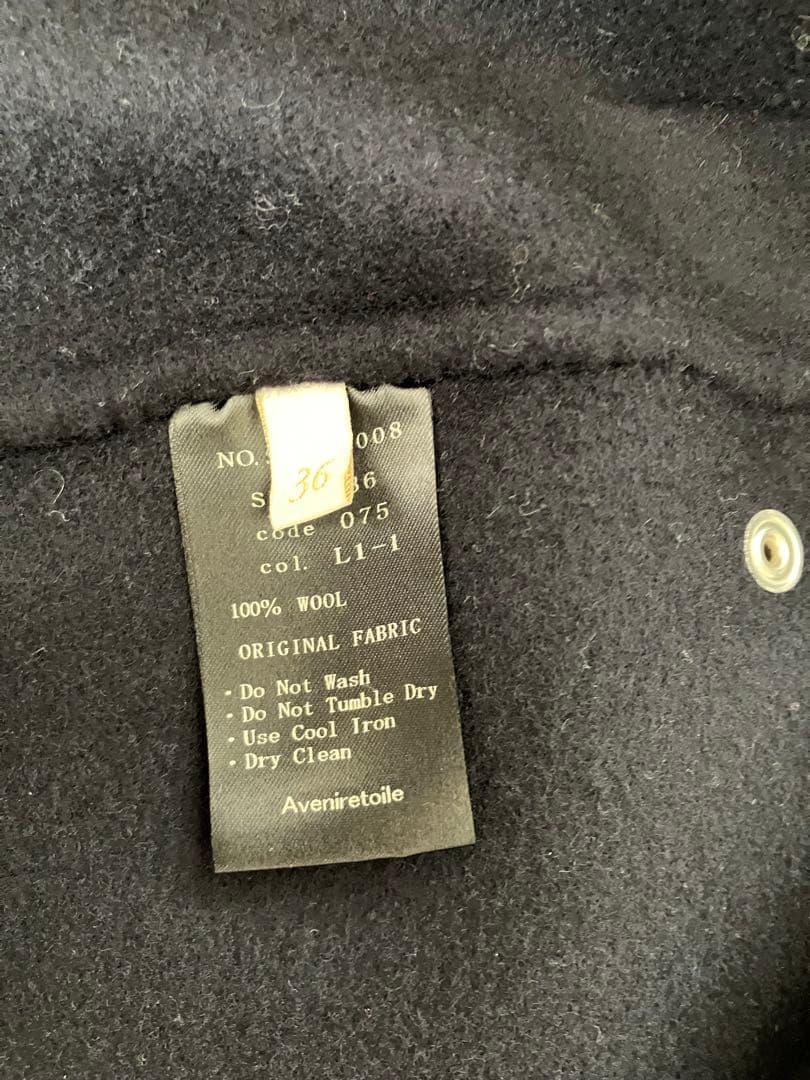 NO. 008
36
36
code 075
col. L1-1
100% WOOL
ORIGINAL FABRIC
・Do Not Wash
・Do Not Tumble Dry
・Use Cool Iron
・Dry Clean
Aveniretoile